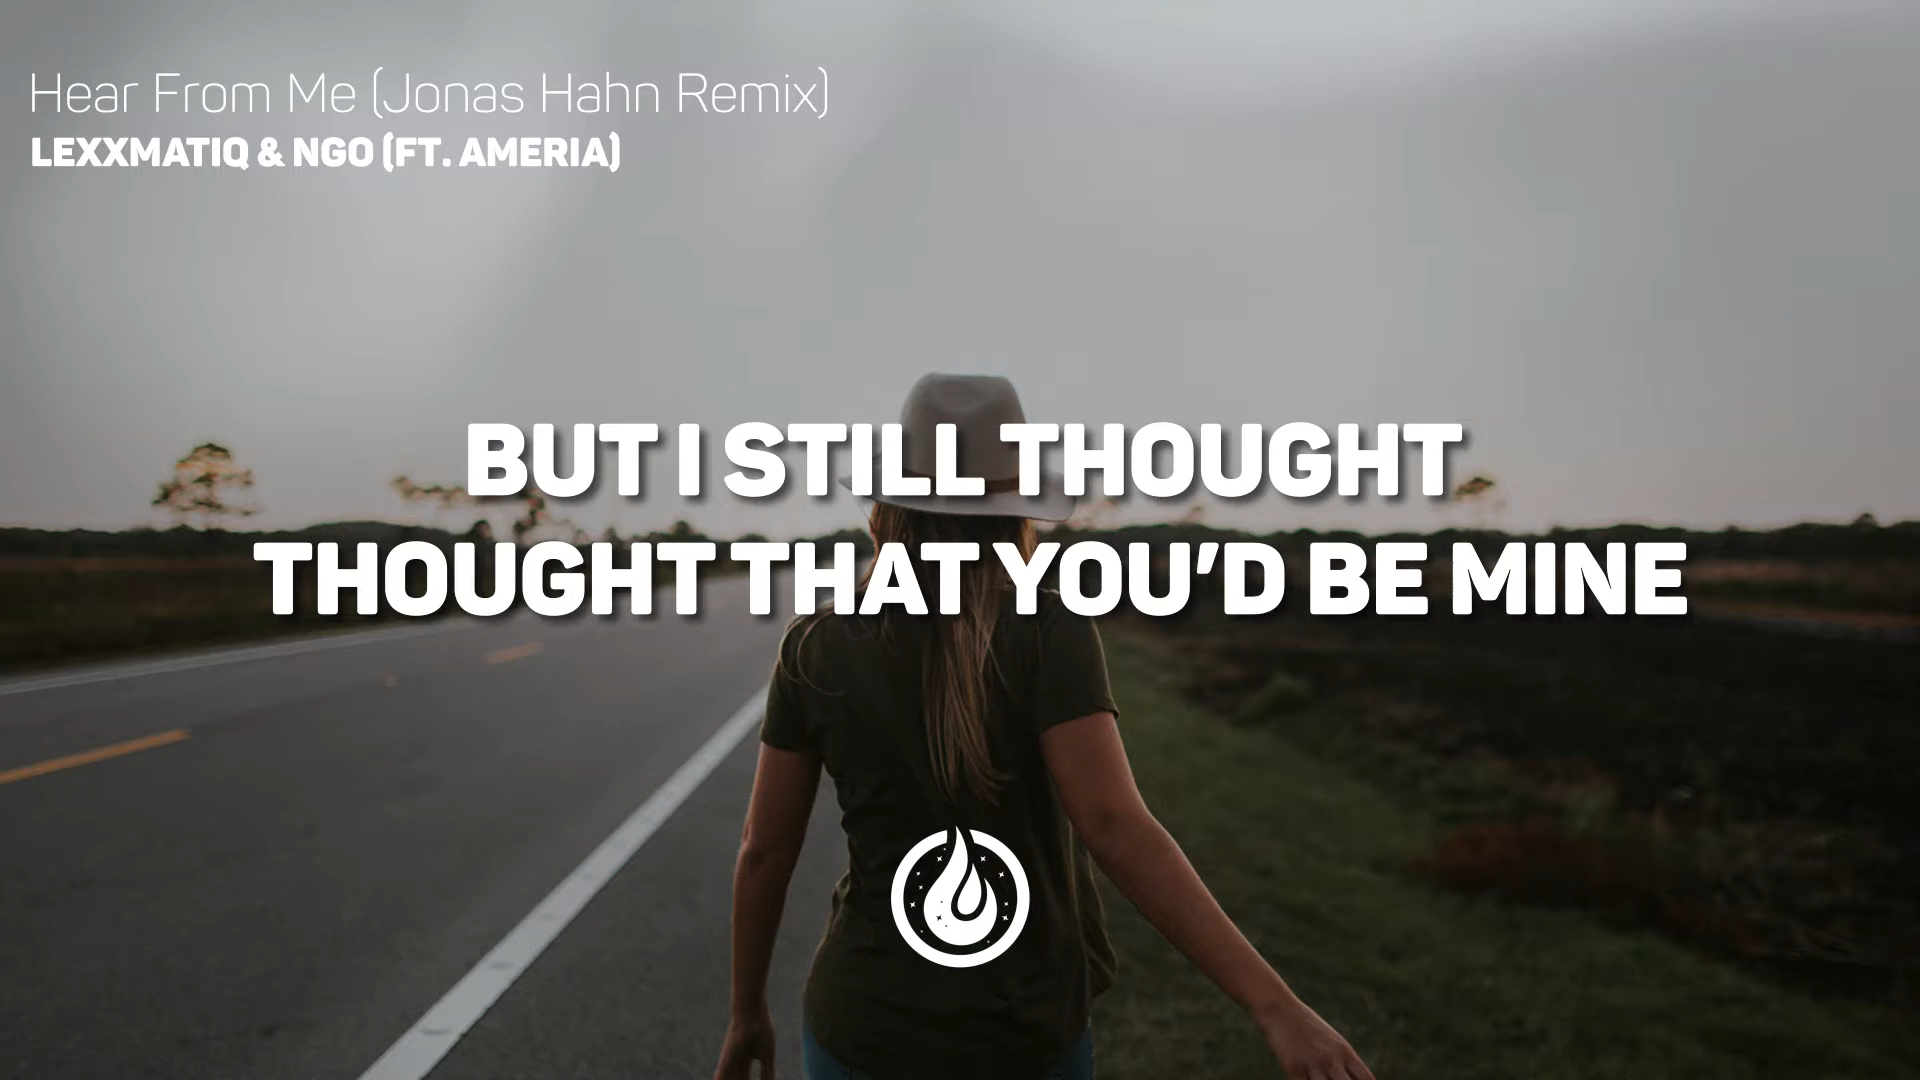 Hear From Me (Jonas Hahn Remix)
LEXXMATIQ & NGO (FT. AMERIA)
BUT I STILL THOUGHT
THOUGHT THAT YOU'D BE MINE